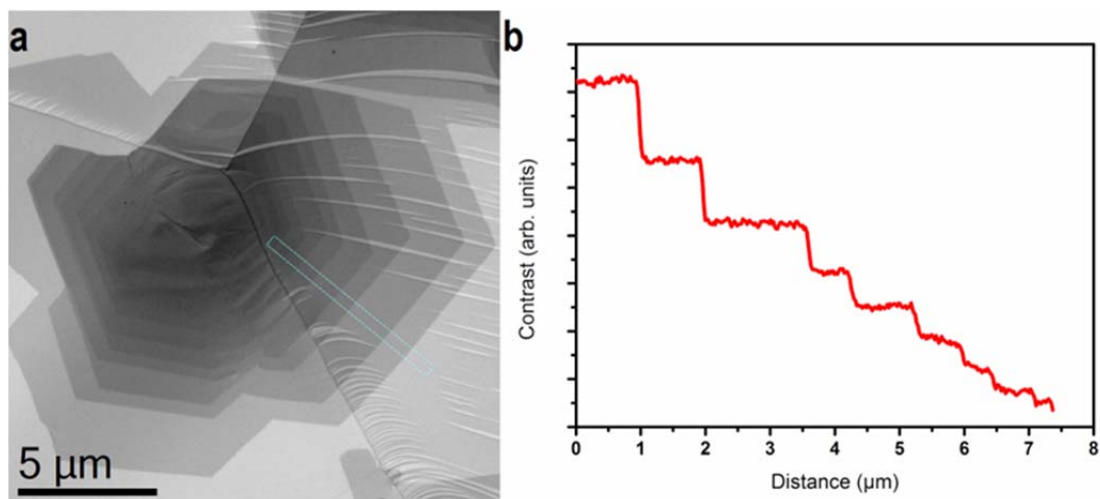 a
5 µm
b
Contrast (arb. units)
0 1 2 3 4 5 6 7 8
Distance (µm)